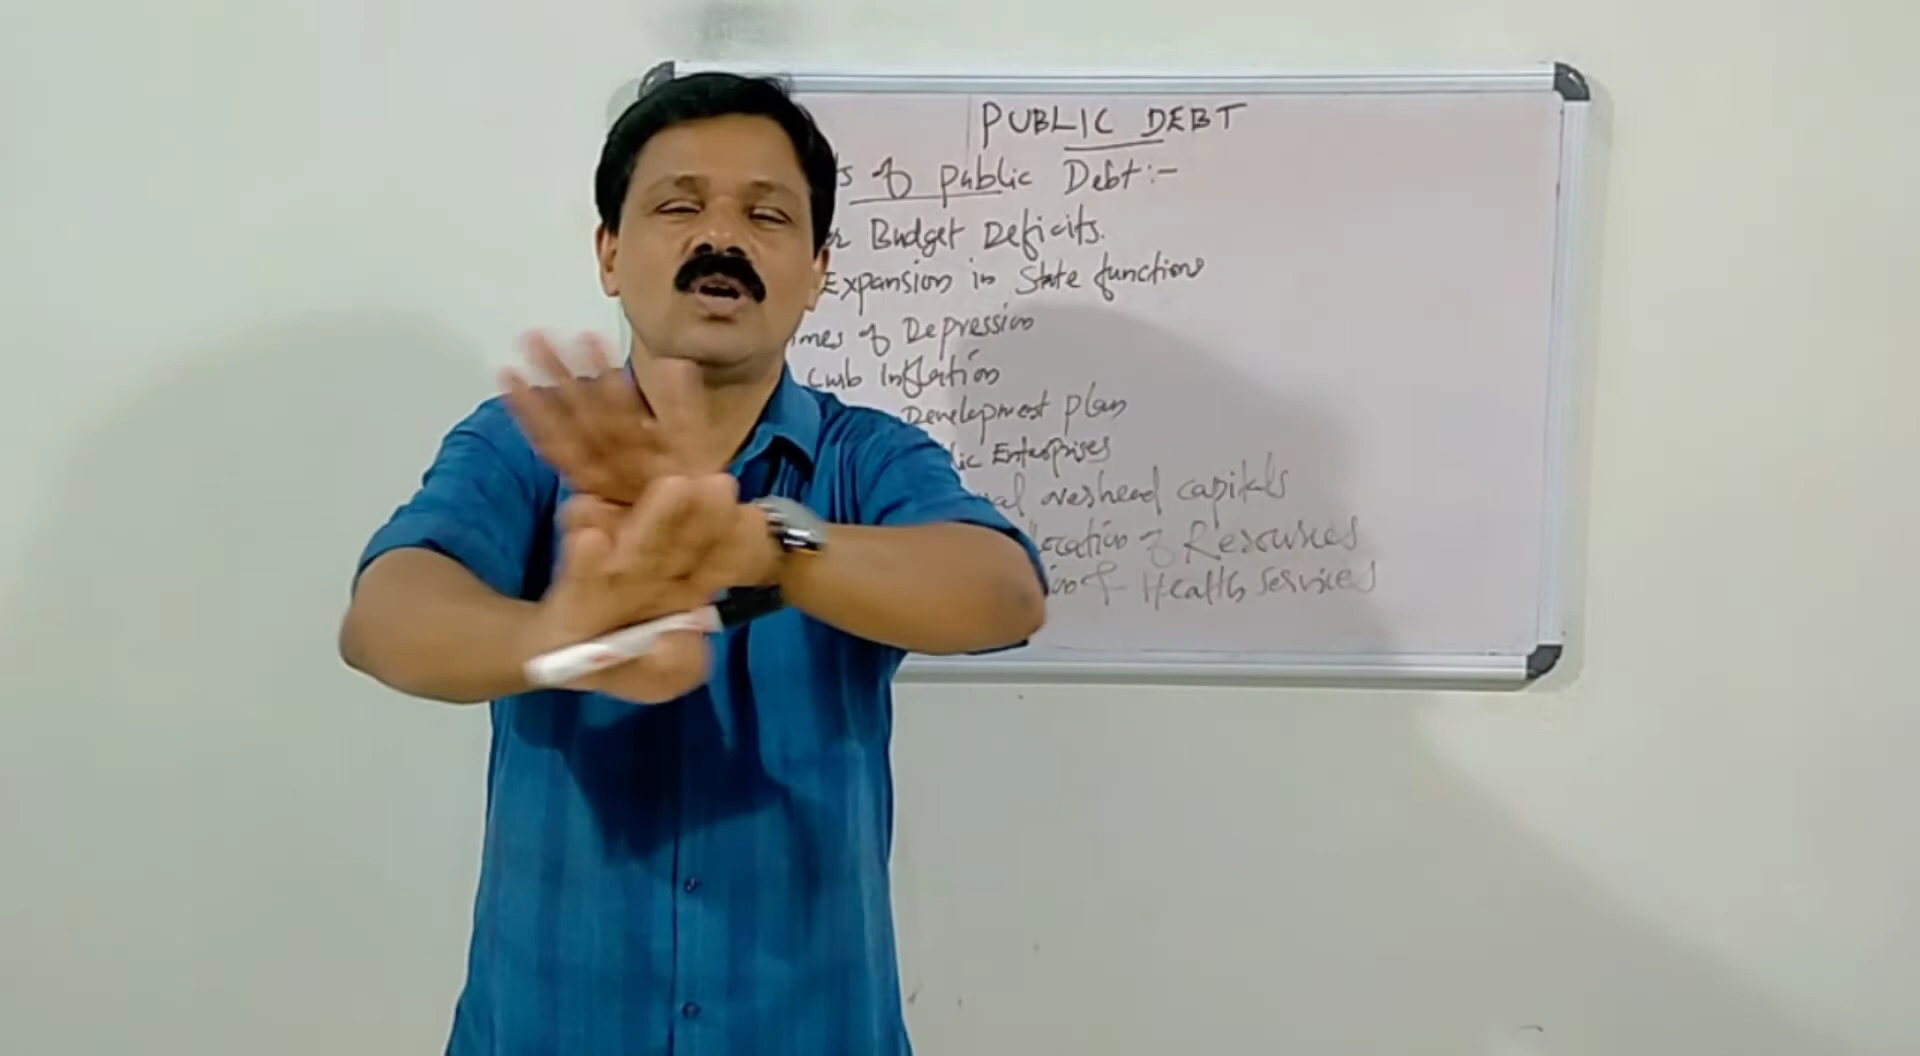 PUBLIC DEBT
of public Debt:-
Budget Deficits.
Expansion in State functions
of Depression
Curb Inflation
Development plan
Enterprises
overhead capitals
of Resources
& Health Services